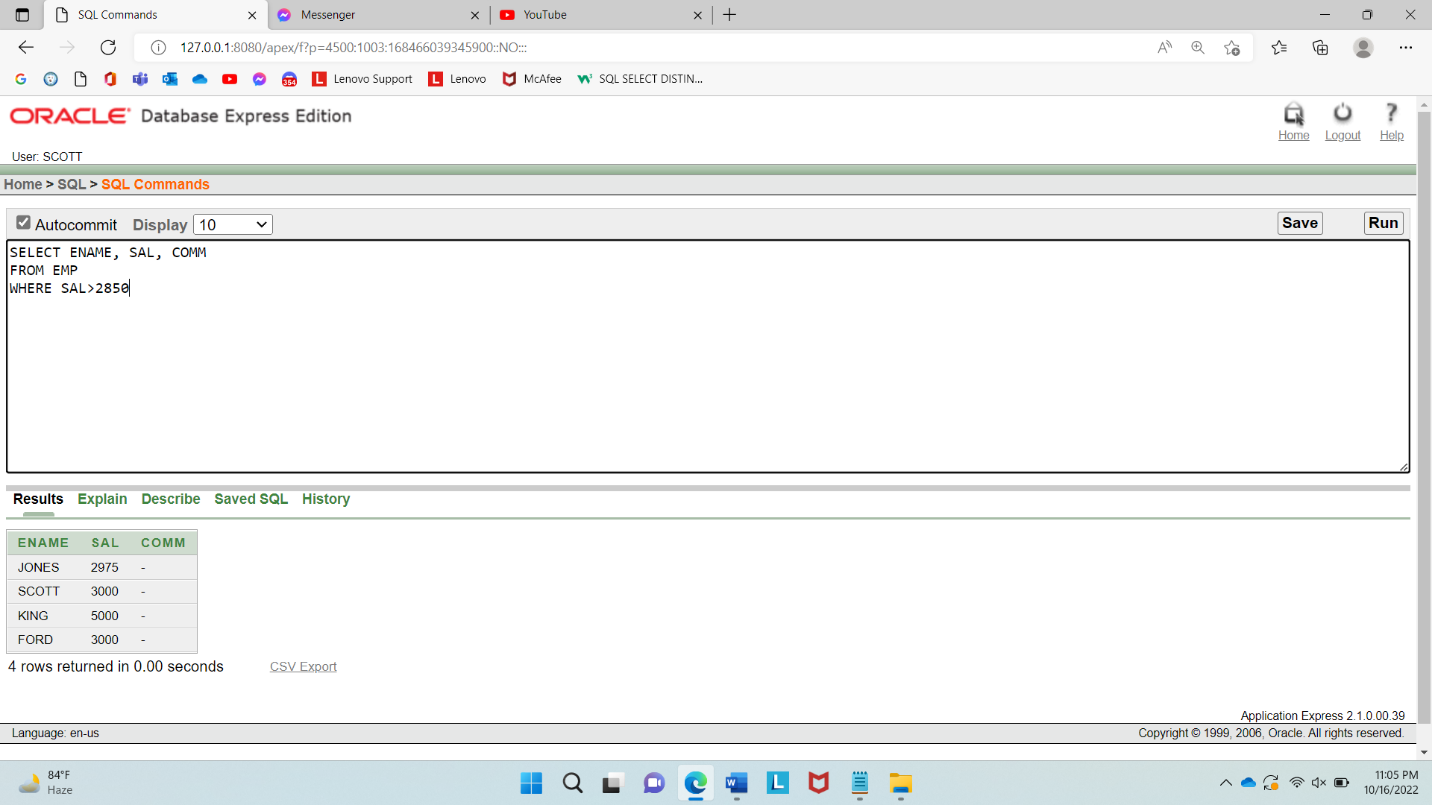 SQL Commands
Messenger
YouTube
127.0.0.1:8080/apex/f?p=4500:1003:168466039345900::NO:::
354
L Lenovo Support
L Lenovo
McAfee
SQL SELECT DISTIN...
ORACLE® Database Express Edition
Home
Logout
? Help
User: SCOTT
Home > SQL > SQL Commands
Autocommit
Display 10
Save
Run
SELECT ENAME, SAL, COMM
FROM EMP
WHERE SAL>2850
Results Explain Describe Saved SQL History
ENAME SAL COMM
JONES 2975 -
SCOTT 3000 -
KING 5000 -
FORD 3000 -
4 rows returned in 0.00 seconds
CSV Export
Application Express 2.1.0.00.39
Language: en-us
Copyright © 1999, 2006, Oracle. All rights reserved.
84°F
Haze
11:05 PM
10/16/2022